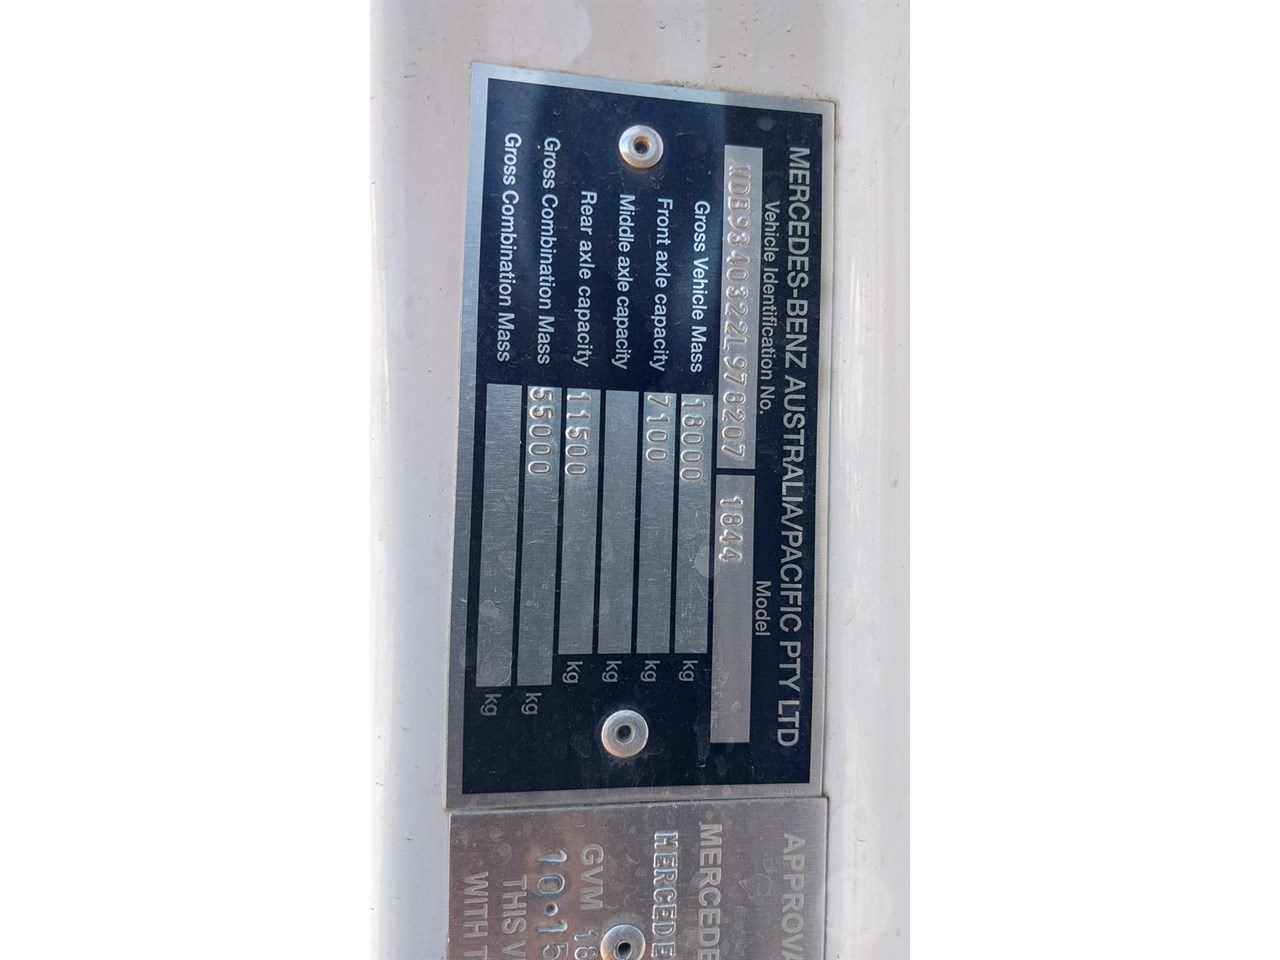 MERCEDES-BENZ AUSTRALIA/PACIFIC PTY LTD
Vehicle Identification No. Model
WDB9340322L978207 1844
Gross Vehicle Mass 18000 kg
Front axle capacity 7100 kg
Middle axle capacity kg
Rear axle capacity 11500 kg
Gross Combination Mass 55000 kg
Gross Combination Mass kg
APPROVA
MERCEDE
MERCEDE
GVM 18
10·15
THIS V
WITH T